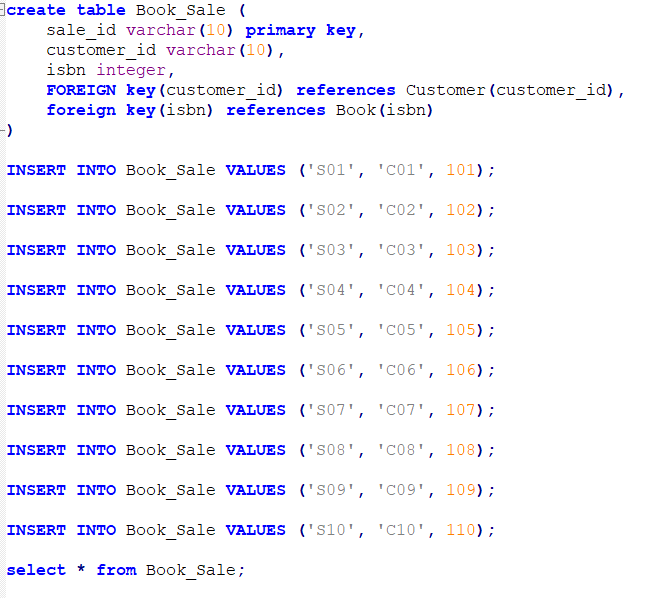 create table Book_Sale (
sale_id varchar(10) primary key,
customer_id varchar(10),
isbn integer,
FOREIGN key(customer_id) references Customer(customer_id),
foreign key(isbn) references Book(isbn)
)
INSERT INTO Book_Sale VALUES ('S01', 'C01', 101);
INSERT INTO Book_Sale VALUES ('S02', 'C02', 102);
INSERT INTO Book_Sale VALUES ('S03', 'C03', 103);
INSERT INTO Book_Sale VALUES ('S04', 'C04', 104);
INSERT INTO Book_Sale VALUES ('S05', 'C05', 105);
INSERT INTO Book_Sale VALUES ('S06', 'C06', 106);
INSERT INTO Book_Sale VALUES ('S07', 'C07', 107);
INSERT INTO Book_Sale VALUES ('S08', 'C08', 108);
INSERT INTO Book_Sale VALUES ('S09', 'C09', 109);
INSERT INTO Book_Sale VALUES ('S10', 'C10', 110);
select * from Book_Sale;